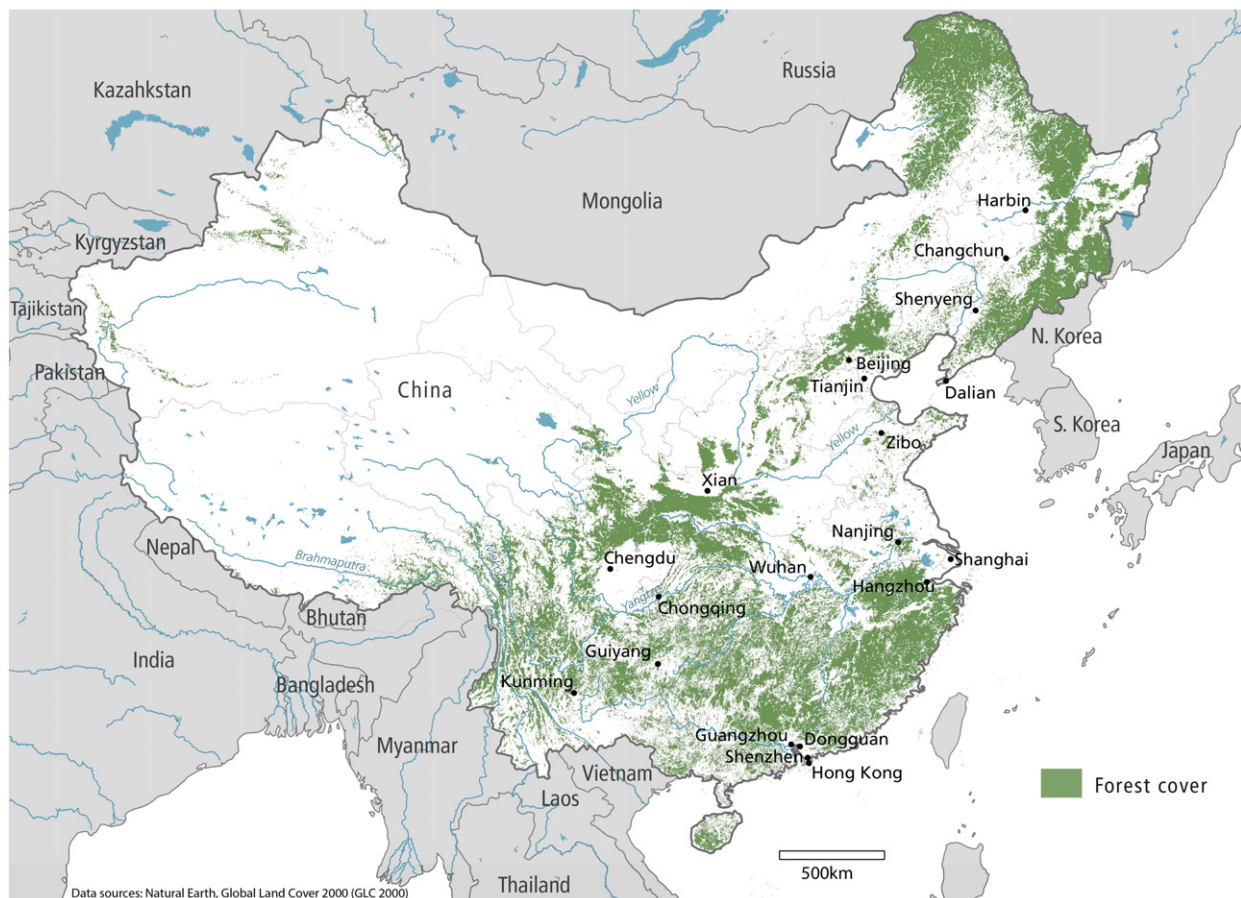 Russia
Kazakhstan
Mongolia
Harbin
Kyrgyzstan
Changchun
Shenyeng
Tajikistan
N. Korea
Beijing
Pakistan
Tianjin
China
Yellow
Dalian
S. Korea
Yellow
Zibo
Japan
Xian
Nanjing
Nepal
Brahmaputra
Shanghai
Chengdu
Wuhan
Hangzhou
Yangtze
Chongqing
Bhutan
Guiyang
India
Bangladesh
Kunming
Guangzhou
Dongguan
Myanmar
Shenzhen
Vietnam
Hong Kong
Laos
Forest cover
500km
Thailand
Data sources: Natural Earth, Global Land Cover 2000 (GLC 2000)